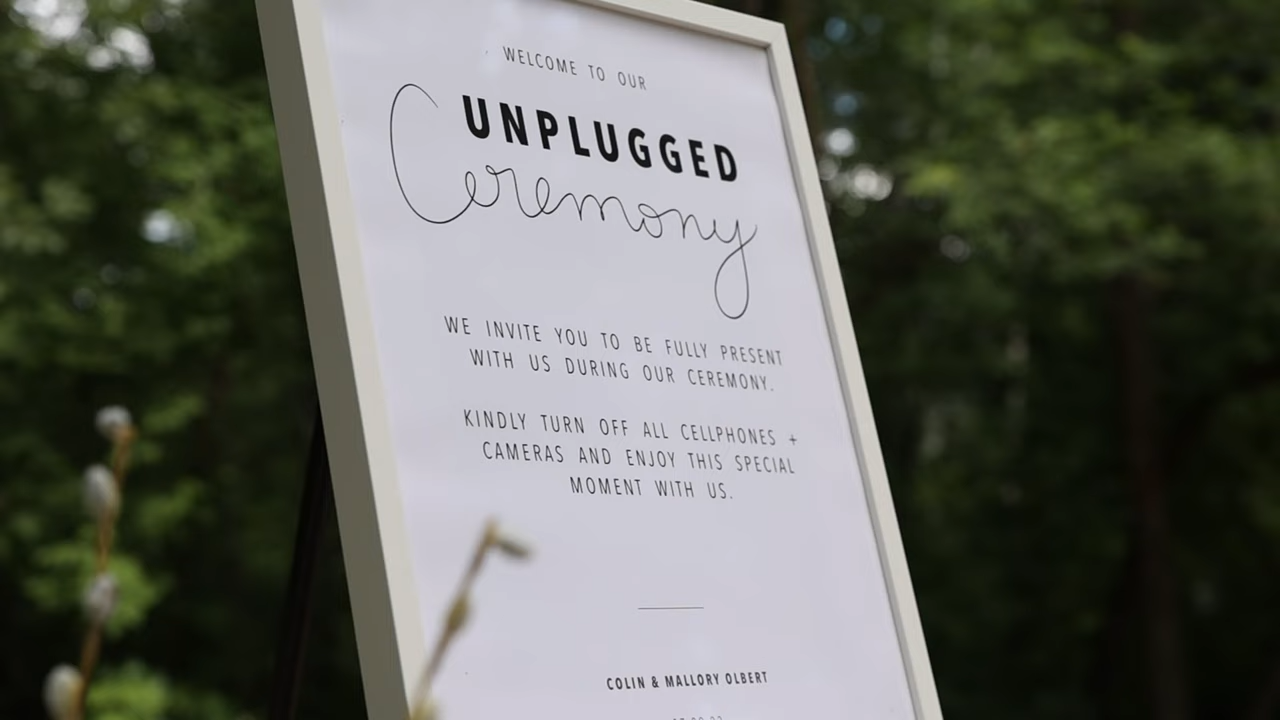 WELCOME TO OUR
UNPLUGGED
Ceremony
WE INVITE YOU TO BE FULLY PRESENT
WITH US DURING OUR CEREMONY.
KINDLY TURN OFF ALL CELLPHONES +
CAMERAS AND ENJOY THIS SPECIAL
MOMENT WITH US.
COLIN & MALLORY OLBERT